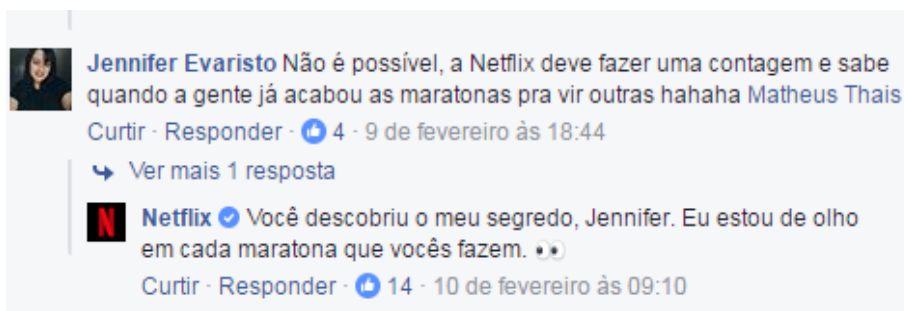 Jennifer Evaristo Não é possível, a Netflix deve fazer uma contagem e sabe
quando a gente já acabou as maratonas pra vir outras hahaha Matheus Thais
Curtir · Responder · 4 · 9 de fevereiro às 18:44
Ver mais 1 resposta
N Netflix Você descobriu o meu segredo, Jennifer. Eu estou de olho
em cada maratona que vocês fazem. 👀
Curtir · Responder · 14 · 10 de fevereiro às 09:10